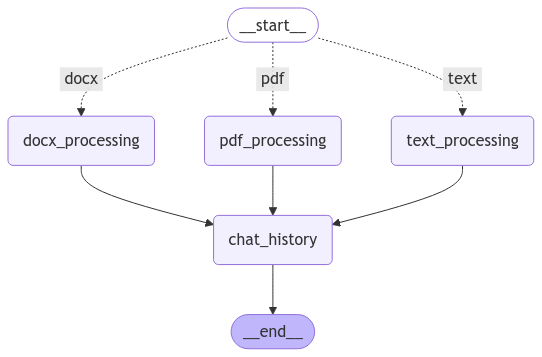 __start__
docx
pdf
text
docx_processing
pdf_processing
text_processing
chat_history
__end__